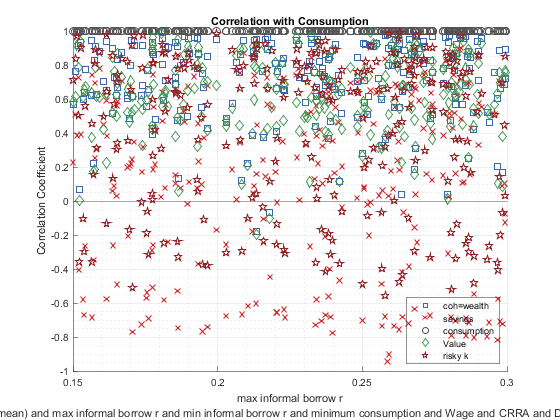 Correlation with Consumption
Correlation Coefficient
1
0.8
0.6
0.4
0.2
0
-0.2
-0.4
-0.6
-0.8
-1
0.15
0.2
0.25
0.3
coh=wealth
savings
consumption
Value
risky k
max informal borrow r
mean) and max informal borrow r and min informal borrow r and minimum consumption and Wage and CRRA and